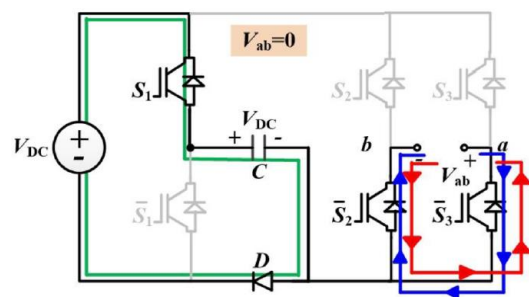 V_ab=0
S_1
S_2
S_3
V_DC
+
-
V_DC
+ -
C
b
a
- +
V_ab
S̅_1
S̅_2
S̅_3
D